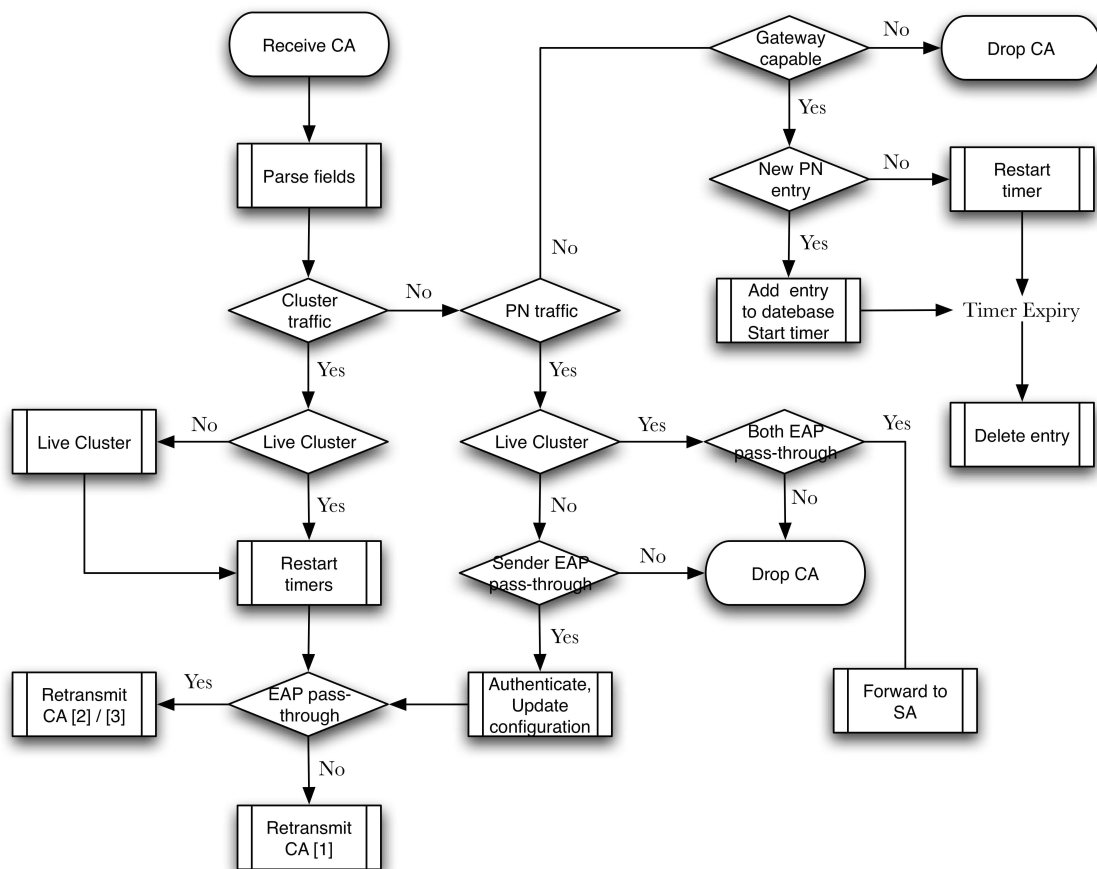 Receive CA
Gateway
capable
No
Drop CA
Yes
Parse fields
New PN
entry
No
Restart
timer
Yes
No
Cluster
traffic
No
PN traffic
Add entry
to datebase
Start timer
Timer Expiry
Yes
Yes
Live Cluster
No
Live Cluster
Live Cluster
Yes
Both EAP
pass-through
Yes
Delete entry
Yes
No
No
Restart
timers
Sender EAP
pass-through
No
Drop CA
Yes
Retransmit
CA [2] / [3]
Yes
EAP pass-
through
Authenticate,
Update
configuration
Forward to
SA
No
Retransmit
CA [1]